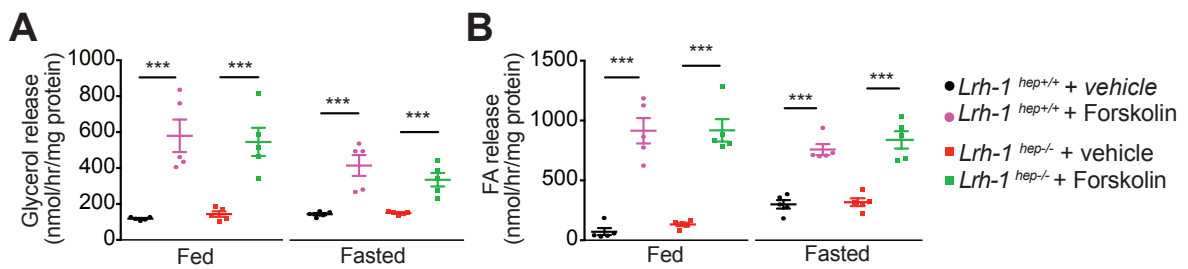 A
Glycerol release
(nmol/hr/mg protein)
1000
800
600
400
200
0
*** *** *** ***
Fed Fasted
B
FA release
(nmol/hr/mg protein)
1500
1000
500
0
*** *** *** ***
Fed Fasted
Lrh-1 hep+/+ + vehicle
Lrh-1 hep+/+ + Forskolin
Lrh-1 hep-/- + vehicle
Lrh-1 hep-/- + Forskolin